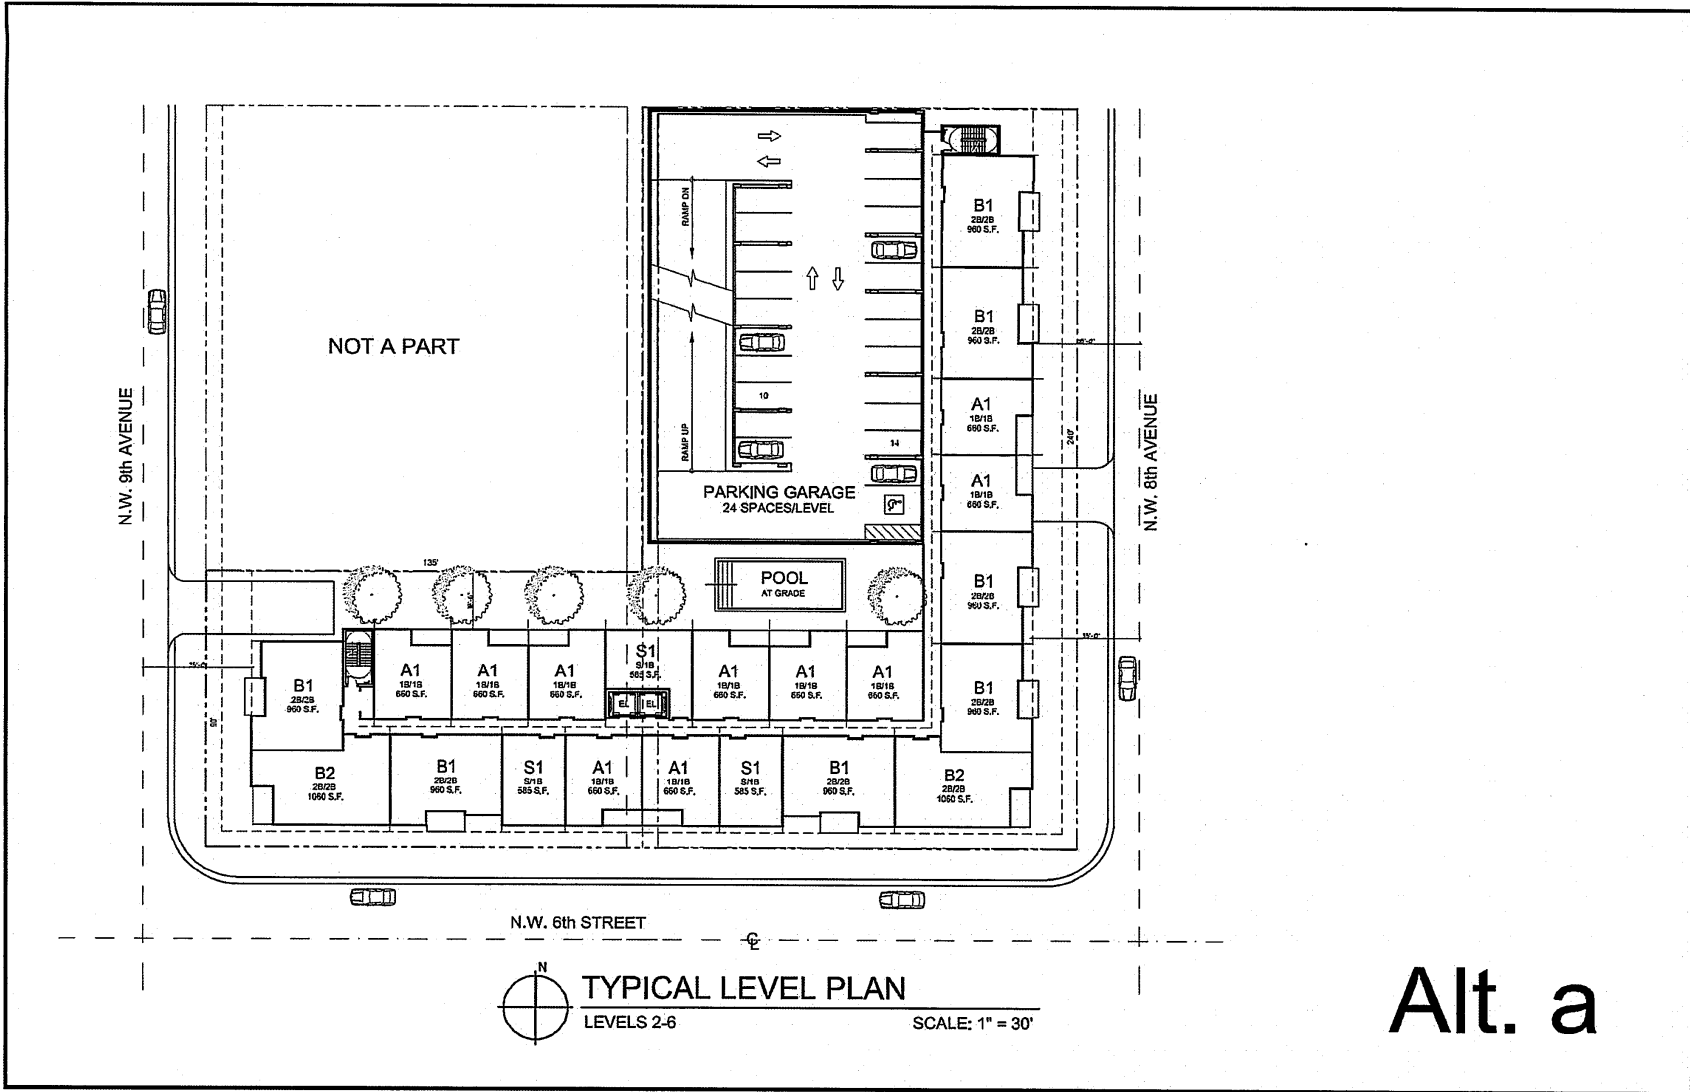 RAMP DN
B1
2B/2B
960 S.F.
B1
2B/2B
960 S.F.
NOT A PART
10
A1
1B/1B
660 S.F.
N.W. 9th AVENUE
RAMP UP
14
240'
N.W. 8th AVENUE
A1
1B/1B
660 S.F.
PARKING GARAGE
24 SPACES/LEVEL
135'
POOL
AT GRADE
B1
2B/2B
960 S.F.
B1
2B/2B
960 S.F.
A1
1B/1B
660 S.F.
A1
1B/1B
660 S.F.
A1
1B/1B
660 S.F.
S1
S/1B
585 S.F.
EL
EL
A1
1B/1B
660 S.F.
A1
1B/1B
660 S.F.
A1
1B/1B
660 S.F.
B1
2B/2B
960 S.F.
90'
B2
2B/2B
1060 S.F.
B1
2B/2B
960 S.F.
S1
S/1B
585 S.F.
A1
1B/1B
660 S.F.
A1
1B/1B
660 S.F.
S1
S/1B
585 S.F.
B1
2B/2B
960 S.F.
B2
2B/2B
1060 S.F.
N.W. 6th STREET
CL
N
TYPICAL LEVEL PLAN
LEVELS 2-6
SCALE: 1" = 30'
Alt. a